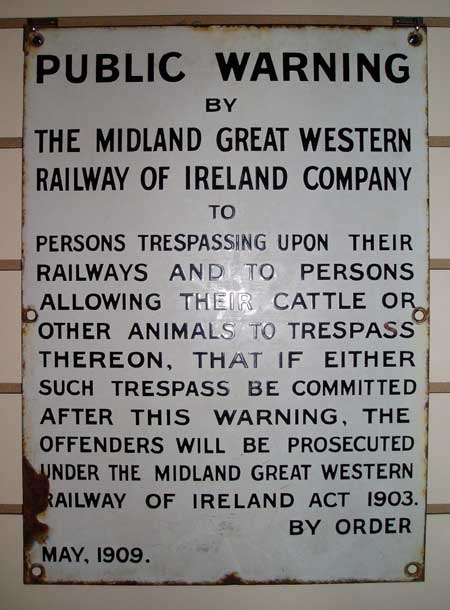 PUBLIC WARNING
BY
THE MIDLAND GREAT WESTERN
RAILWAY OF IRELAND COMPANY
TO
PERSONS TRESPASSING UPON THEIR
RAILWAYS AND TO PERSONS
ALLOWING THEIR CATTLE OR
OTHER ANIMALS TO TRESPASS
THEREON, THAT IF EITHER
SUCH TRESPASS BE COMMITTED
AFTER THIS WARNING, THE
OFFENDERS WILL BE PROSECUTED
UNDER THE MIDLAND GREAT WESTERN
RAILWAY OF IRELAND ACT 1903.
BY ORDER
MAY, 1909.